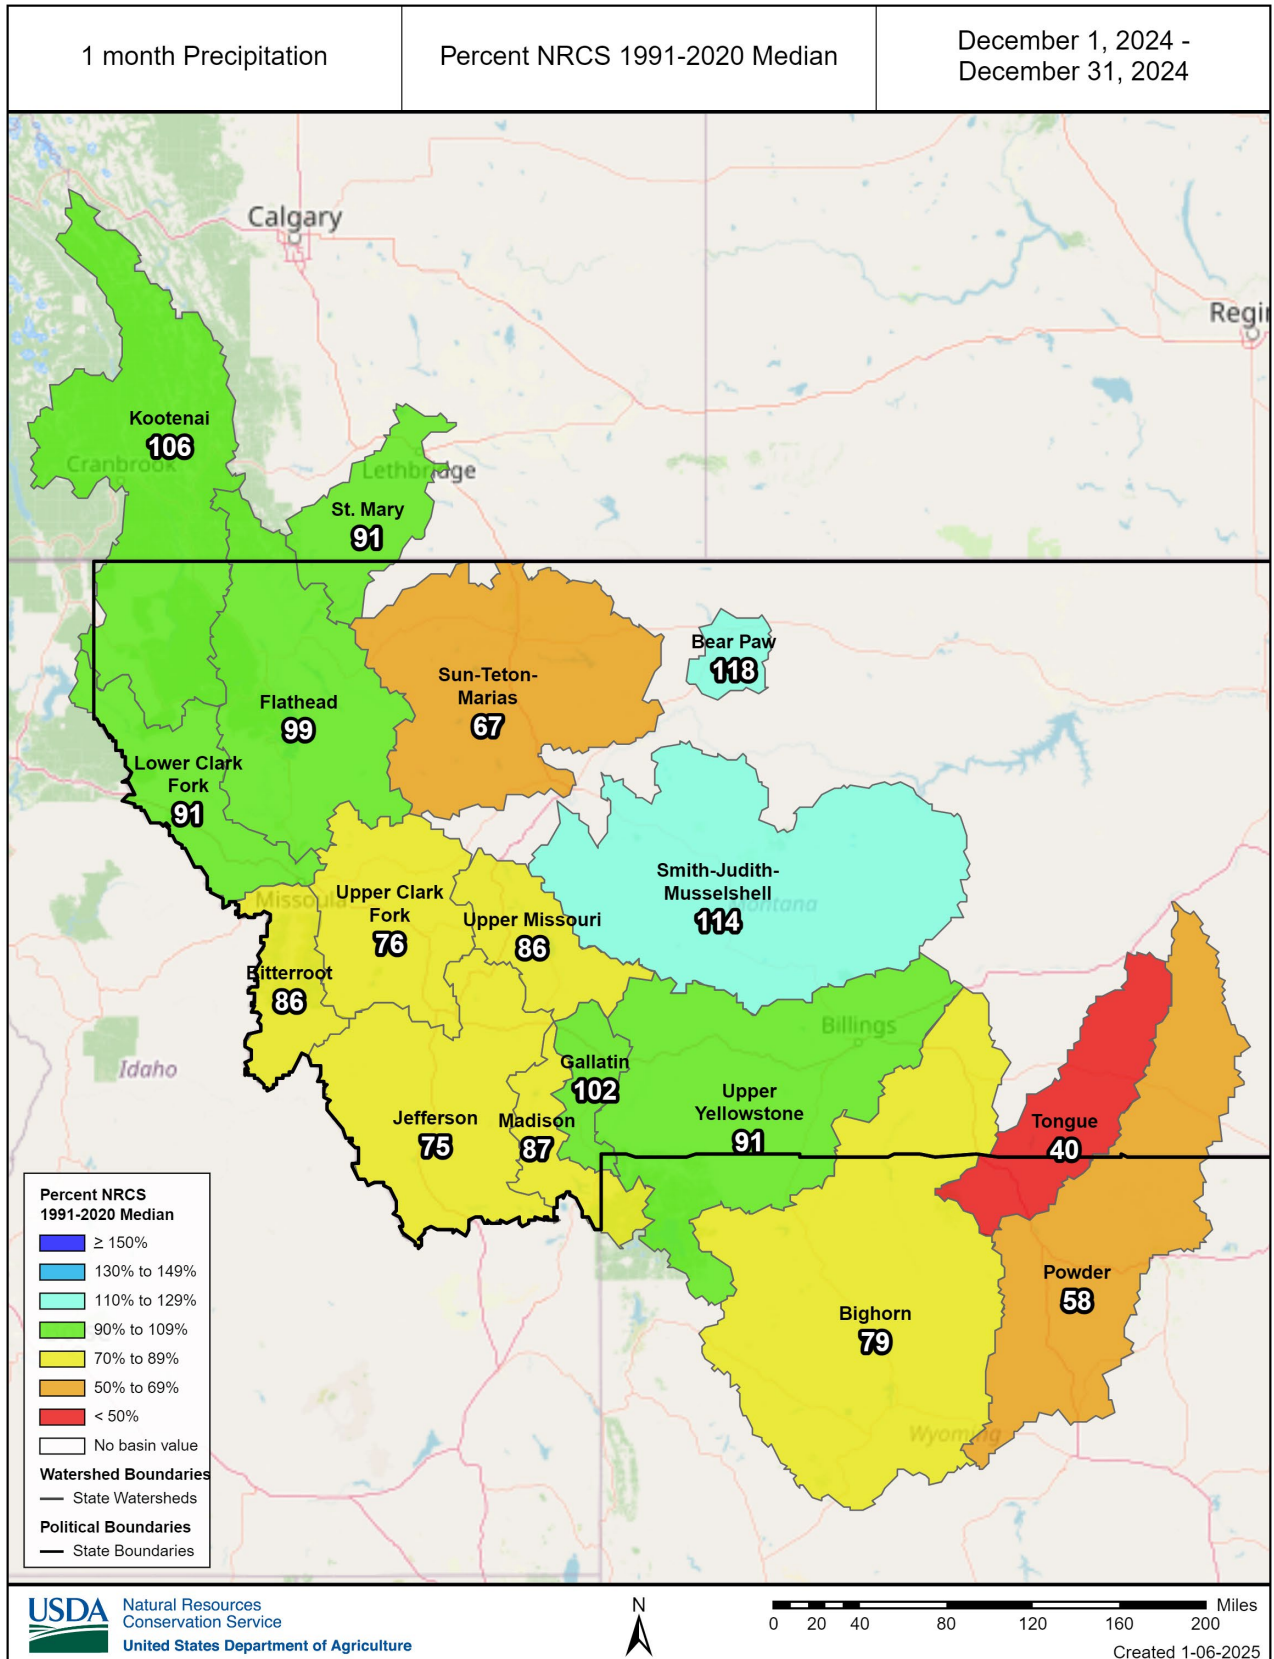 1 month Precipitation
Percent NRCS 1991-2020 Median
December 1, 2024 -
December 31, 2024
Calgary
Regin
Kootenai
106
Cranbrook
Lethbridge
St. Mary
91
Bear Paw
118
Sun-Teton-
Marias
67
Flathead
99
Lower Clark
Fork
91
Smith-Judith-
Musselshell
114
Montana
Upper Clark
Fork
76
Missoula
Upper Missouri
86
Bitterroot
86
Billings
Idaho
Gallatin
102
Upper
Yellowstone
91
Jefferson
75
Madison
87
Tongue
40
Powder
58
Bighorn
79
Wyoming
Percent NRCS
1991-2020 Median
≥ 150%
130% to 149%
110% to 129%
90% to 109%
70% to 89%
50% to 69%
< 50%
No basin value
Watershed Boundaries
State Watersheds
Political Boundaries
State Boundaries
USDA
Natural Resources
Conservation Service
United States Department of Agriculture
N
0 20 40 80 120 160 200
Miles
Created 1-06-2025